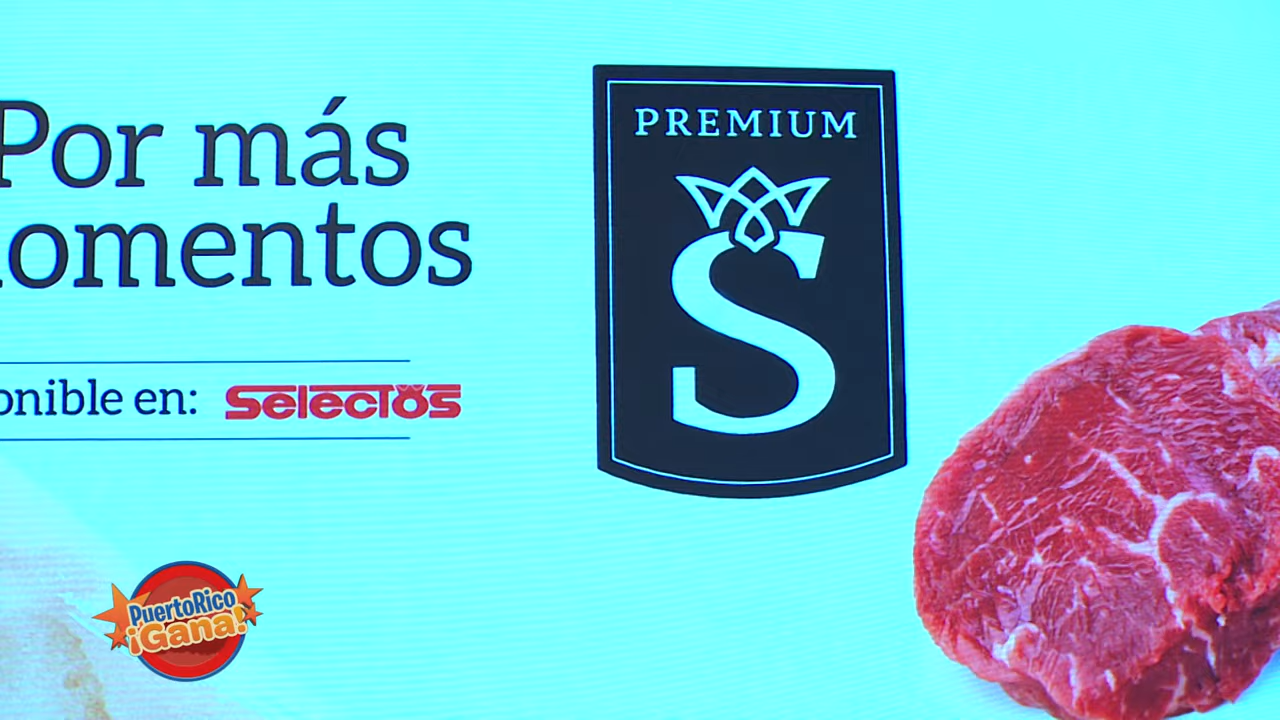 Por más
omentos
onible en: Selectos
PREMIUM
S
PuertoRico
¡Gana!